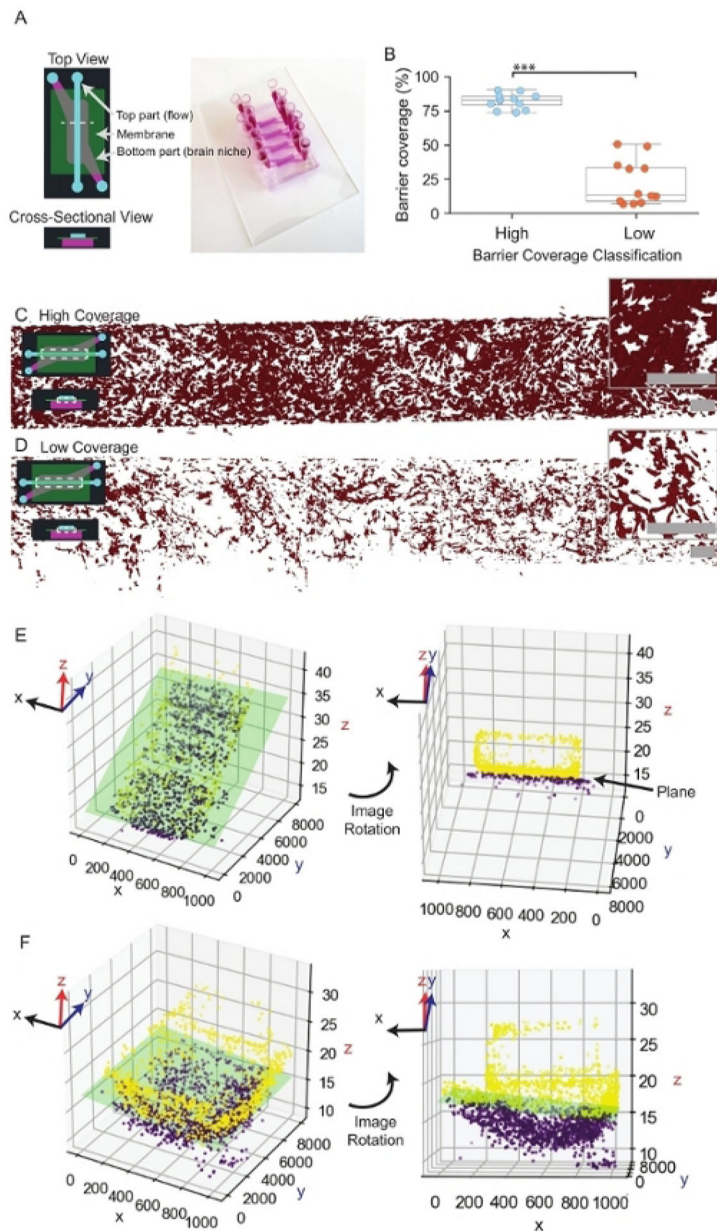 A
Top View
Top part (flow)
Membrane
Bottom part (brain niche)
Cross-Sectional View
B
***
Barrier coverage (%)
100
75
50
25
0
High
Low
Barrier Coverage Classification
C High Coverage
D Low Coverage
E
z
y
x
40
35
30
25
20
15
z
8000
6000
4000
2000
0
y
0
200
400
600
800
1000
x
Image
Rotation
z
y
x
40
35
30
25
20
15
z
Plane
0
2000
4000
6000
8000
y
1000 800 600 400 200 0
x
F
z
y
x
30
25
20
15
10
z
8000
6000
4000
2000
0
y
0
200
400
600
800
1000
x
Image
Rotation
z
y
x
30
25
20
15
10
z
8000
0
y
0 200 400 600 800 1000
x